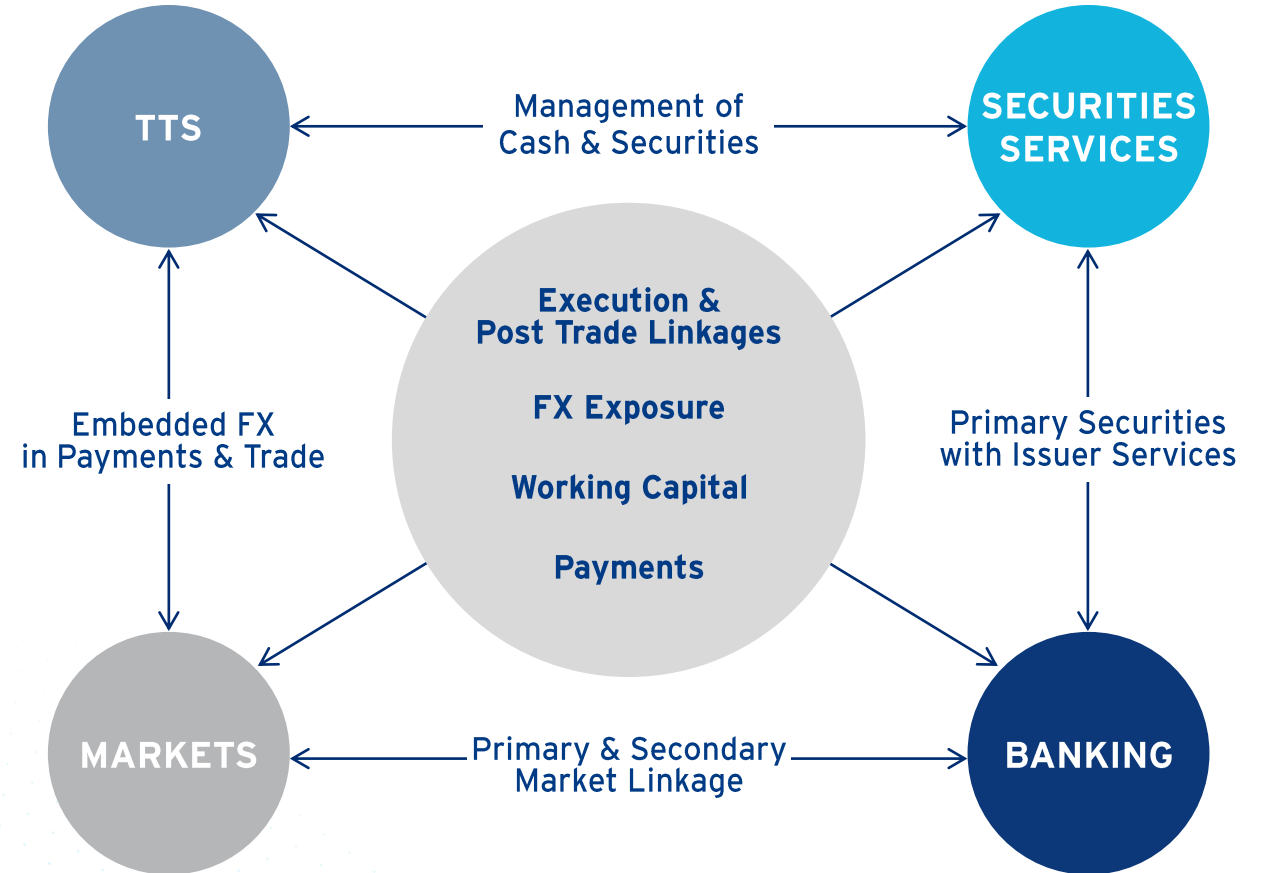 TTS
Management of
Cash & Securities
SECURITIES
SERVICES
Execution &
Post Trade Linkages
FX Exposure
Working Capital
Payments
Embedded FX
in Payments & Trade
Primary Securities
with Issuer Services
MARKETS
Primary & Secondary
Market Linkage
BANKING